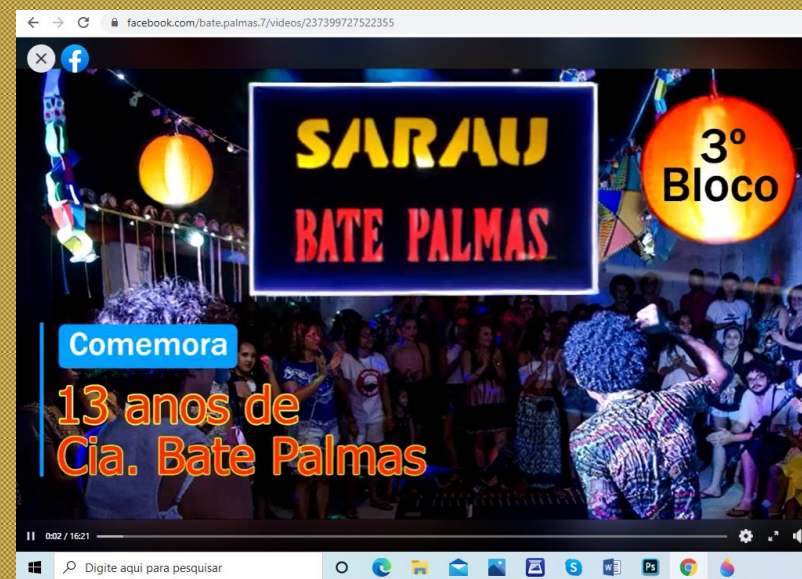 facebook.com/bate.palmas.7/videos/237399727522355
SARAU
BATE PALMAS
3º
Bloco
Comemora
13 anos de
Cia. Bate Palmas
0:02 / 16:21
Digite aqui para pesquisar
S
W
Ps